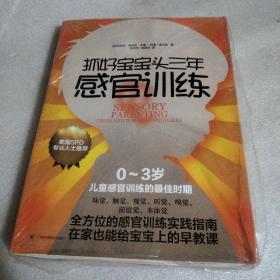 抓好宝宝头三年
感官训练
SENSORY
PARENTING
美国SPD
专业人士推荐
0～3岁
儿童感官训练的最佳时期
味觉、触觉、视觉、听觉、嗅觉、
前庭觉、本体觉
全方位的感官训练实践指南
在家也能给宝宝上的早教课